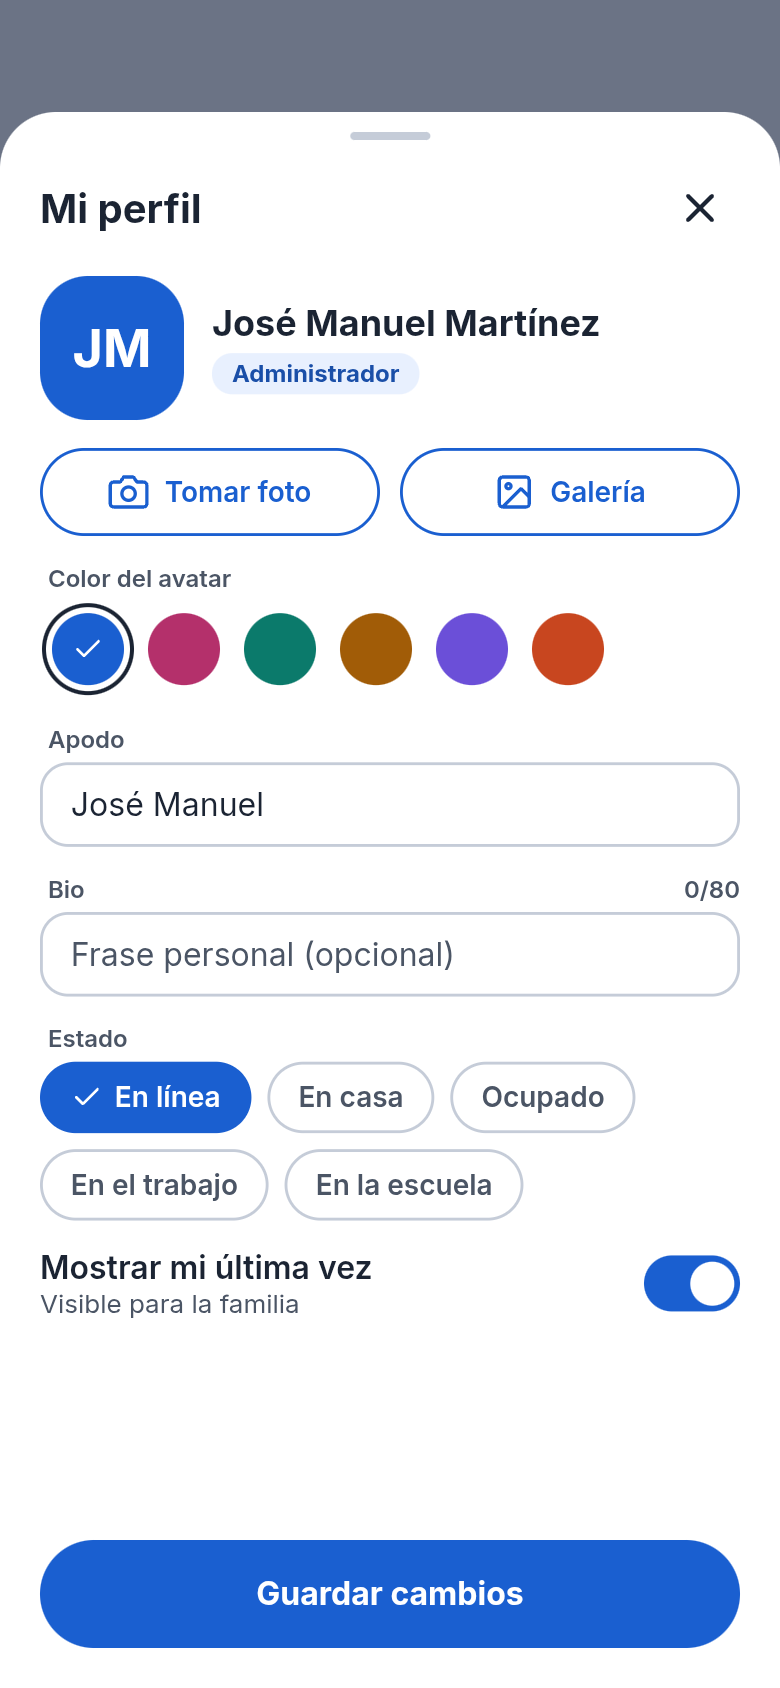 Mi perfil
JM
José Manuel Martínez
Administrador
Tomar foto
Galería
Color del avatar
Apodo
José Manuel
Bio
0/80
Frase personal (opcional)
Estado
En línea
En casa
Ocupado
En el trabajo
En la escuela
Mostrar mi última vez
Visible para la familia
Guardar cambios